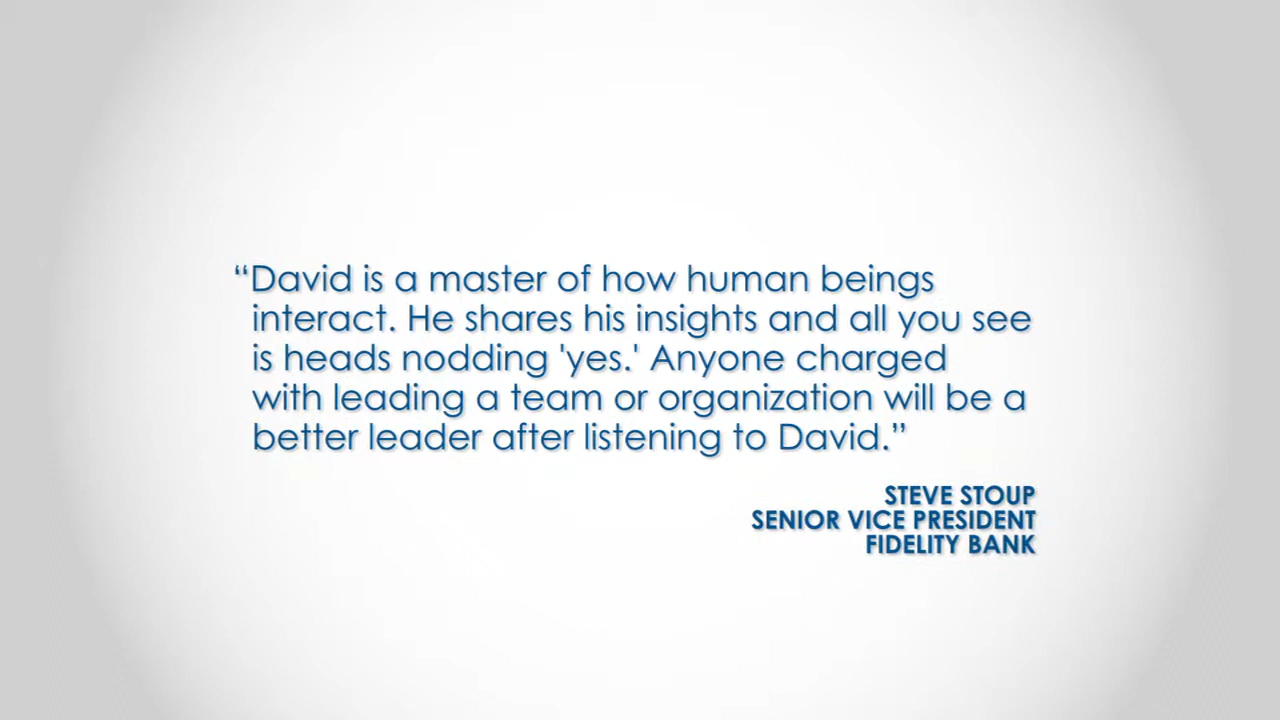 “David is a master of how human beings
interact. He shares his insights and all you see
is heads nodding 'yes.' Anyone charged
with leading a team or organization will be a
better leader after listening to David.”
STEVE STOUP
SENIOR VICE PRESIDENT
FIDELITY BANK